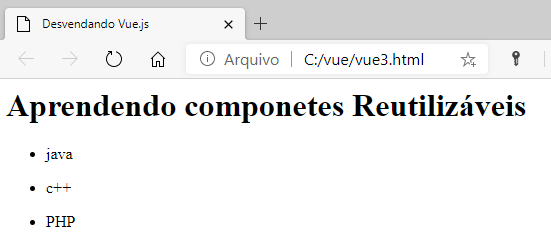 Desvendando Vue.js
Arquivo C:/vue/vue3.html
Aprendendo componetes Reutilizáveis
java
c++
PHP